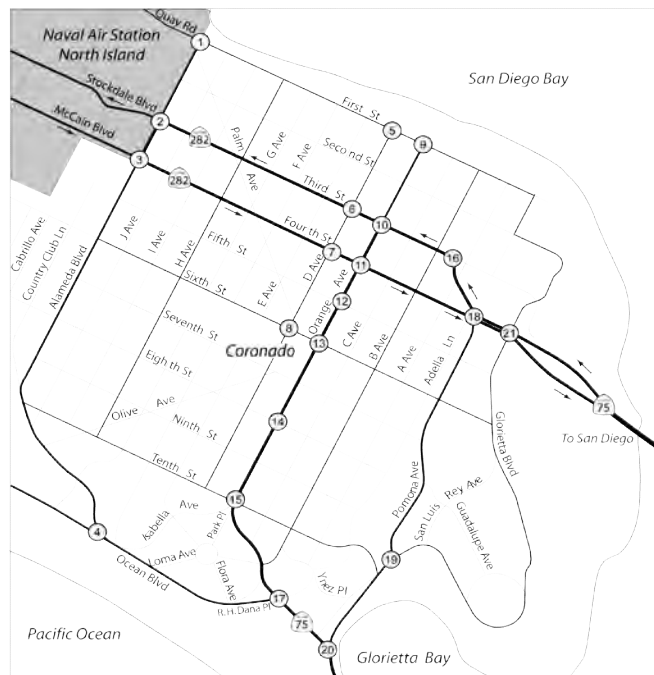 Quay Rd
1
Naval Air Station
North Island
San Diego Bay
Stockdale Blvd
First St
McCain Blvd
2
282
Palm
Ave
G Ave
F Ave
Second St
5
9
3
282
Third St
6
10
Cabrillo Ave
Country Club Ln
Alameda Blvd
J Ave
I Ave
H Ave
Fifth St
Fourth St
7
D Ave
11
16
Sixth St
E Ave
Orange
Ave
12
18
21
Seventh St
8
13
C Ave
B Ave
A Ave
Adella Ln
Coronado
Eighth St
75
Olive Ave
Ninth St
14
Glorietta Blvd
To San Diego
Tenth St
15
Pomona Ave
San Luis Rey Ave
Guadalupe Ave
Isabella Ave
Park Pl
4
Loma Ave
Ocean Blvd
Flora Ave
Ynez Pl
19
R.H. Dana Pl
17
75
Pacific Ocean
20
Glorietta Bay